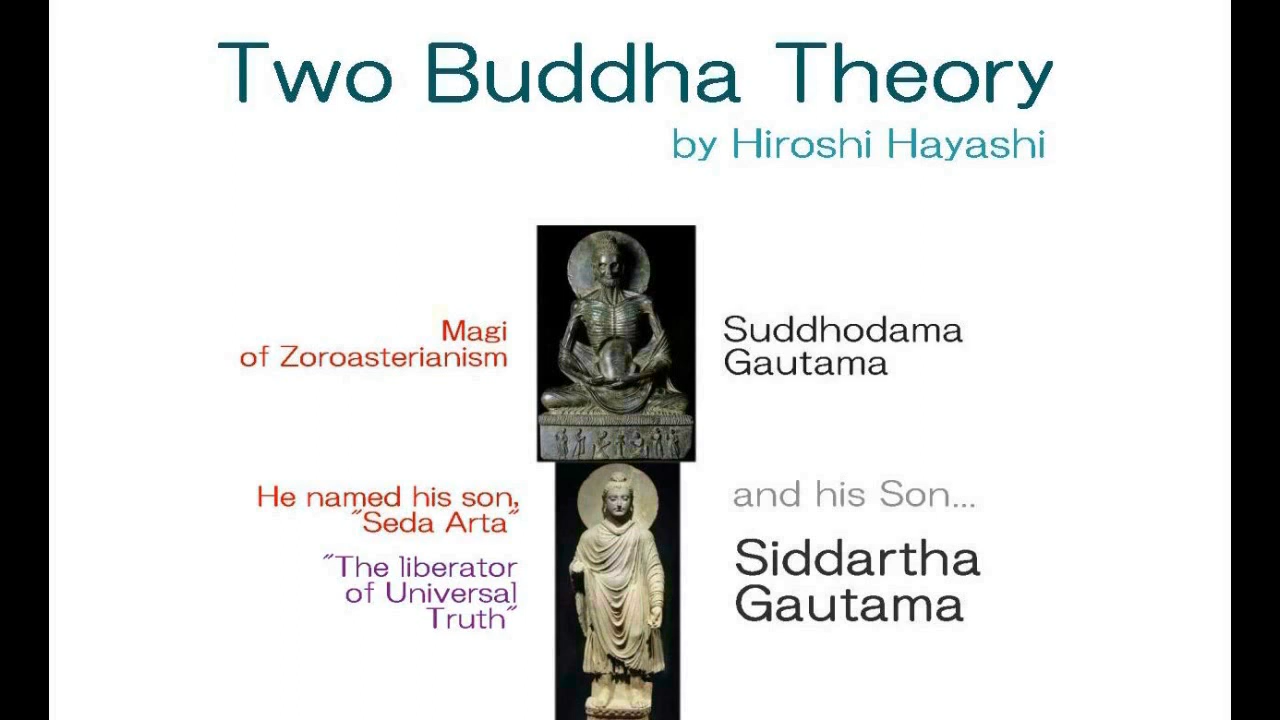 Two Buddha Theory
by Hiroshi Hayashi
Magi
of Zoroasterianism
Suddhodama
Gautama
He named his son,
"Seda Arta"
"The liberator
of Universal
Truth"
and his Son...
Siddartha
Gautama